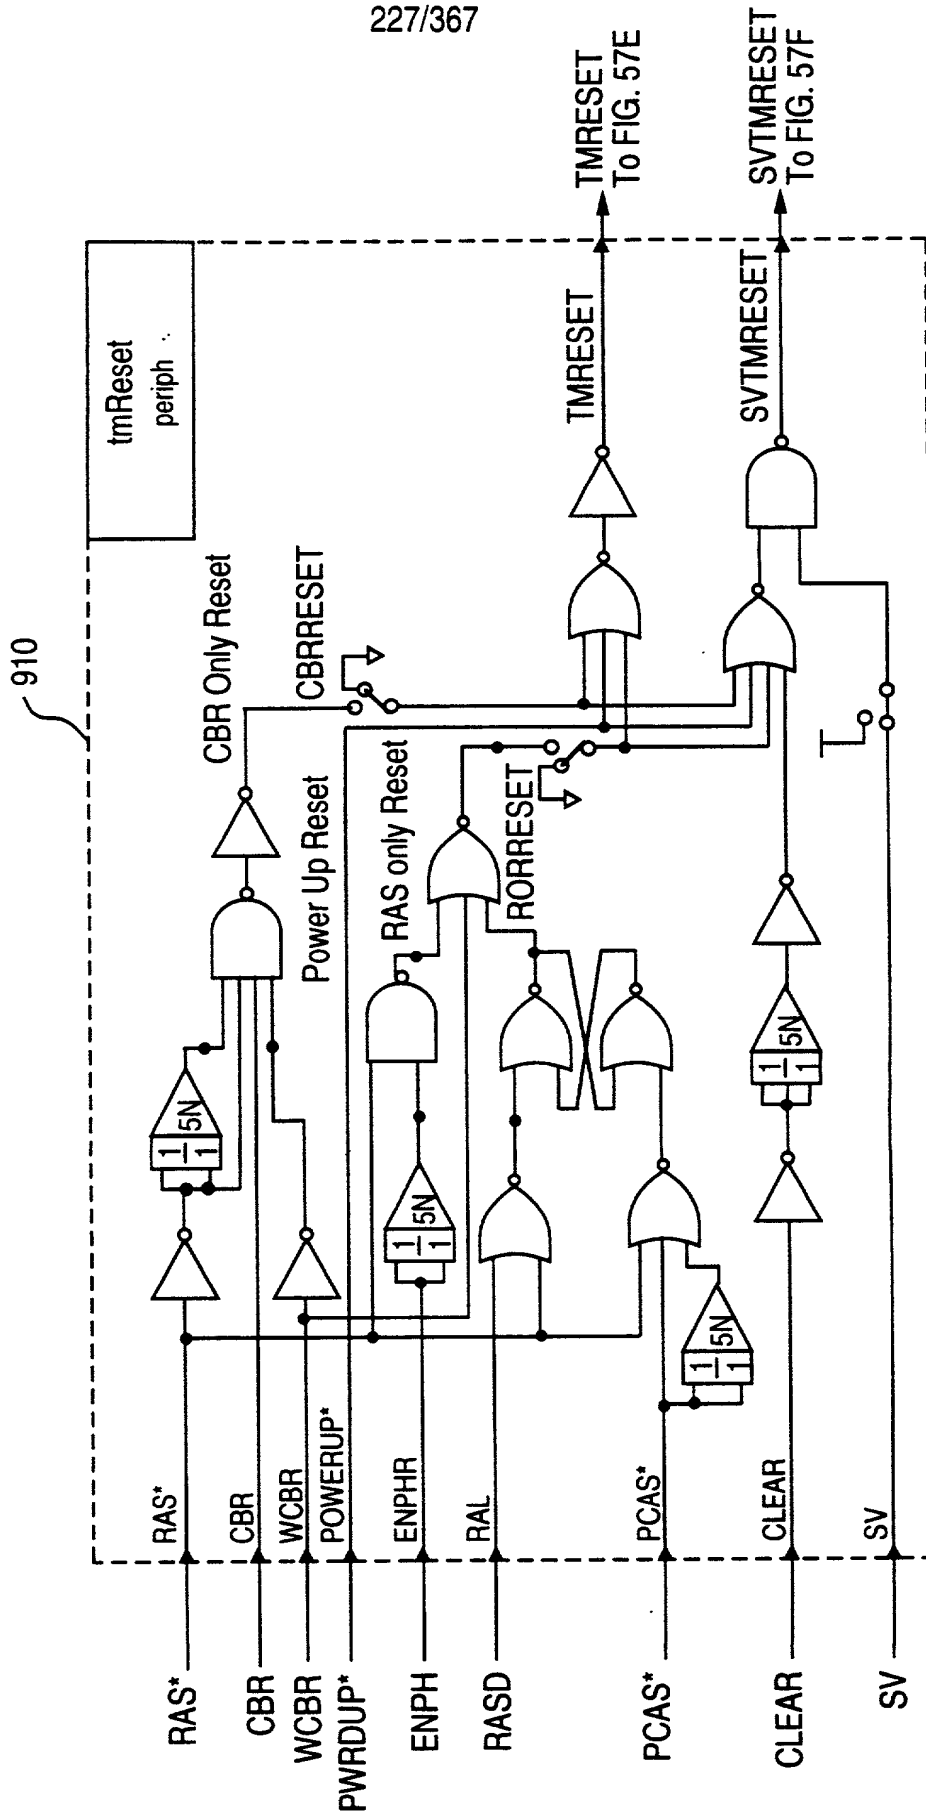 227/367
910
tmReset
periph
RAS*
CBR
WCBR
PWRDUP*
ENPH
RASD
PCAS*
CLEAR
SV
RAS*
CBR
WCBR
POWERUP*
ENPHR
RAL
PCAS*
CLEAR
SV
1
1
5N
1
1
5N
1
1
5N
1
1
5N
CBR Only Reset
Power Up Reset
RAS only Reset
CBRRESET
RORRESET
TMRESET
SVTMRESET
TMRESET
To FIG. 57E
SVTMRESET
To FIG. 57F